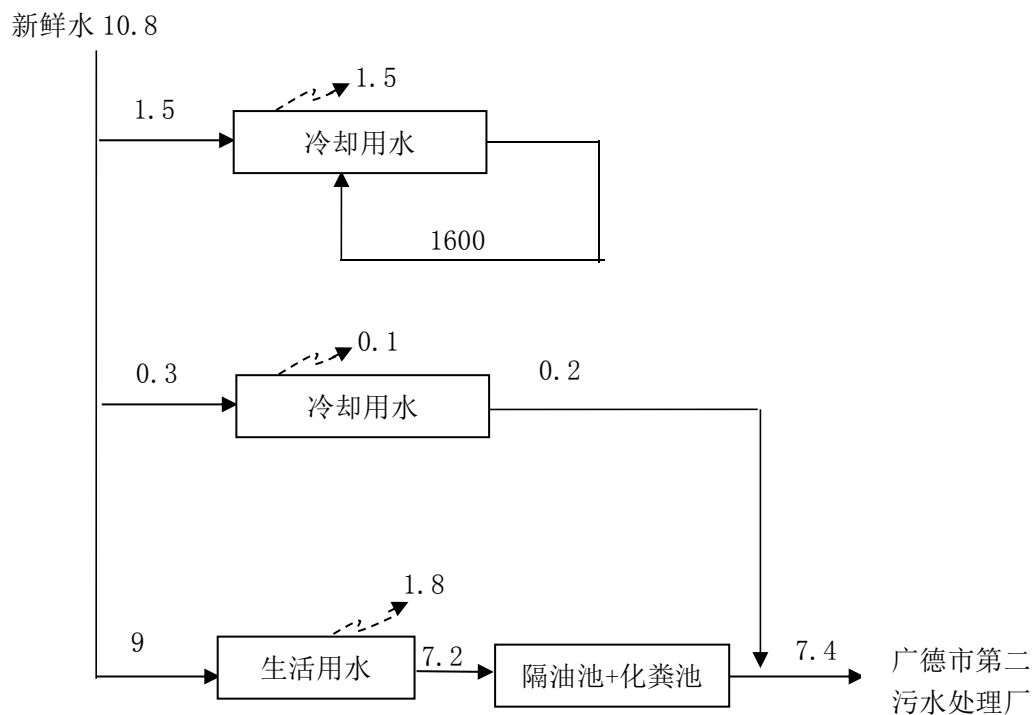 新鲜水 10.8
1.5
1.5
冷却用水
1600
0.1
0.3
0.2
冷却用水
1.8
9
生活用水
7.2
隔油池+化粪池
7.4
广德市第二
污水处理厂